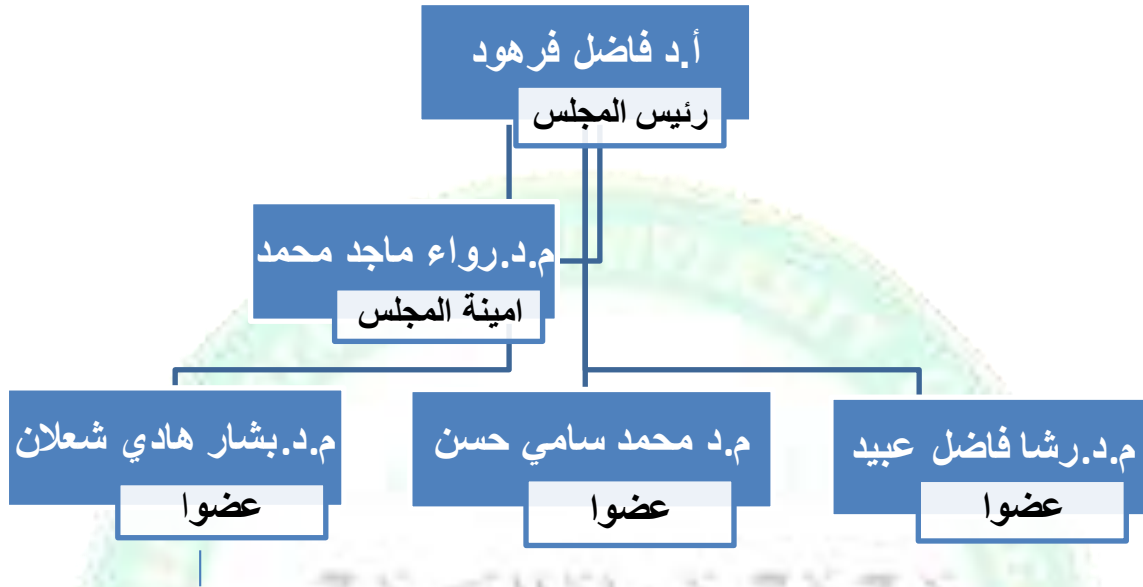 أ.د فاضل فرهود
رئيس المجلس
م.د.رواء ماجد محمد
امينة المجلس
م.د.رشا فاضل عبيد
عضوا
م.د محمد سامي حسن
عضوا
م.د.بشار هادي شعلان
عضوا